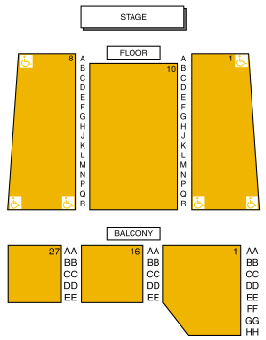 STAGE
FLOOR
8 A A 1
10
B B
C C
D D
E E
F F
G G
H H
J J
K K
L L
M M
N N
P P
Q Q
R R
BALCONY
27 AA 16 AA 1 AA
BB BB BB
CC CC CC
DD DD DD
EE EE EE
FF
GG
HH